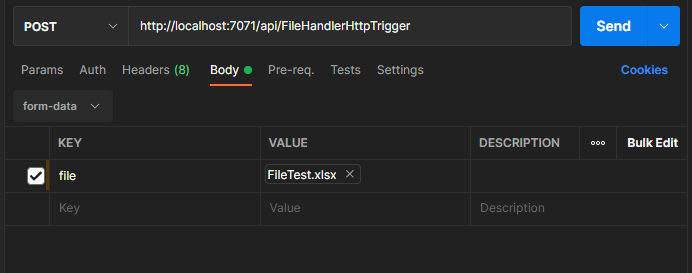 POST http://localhost:7071/api/FileHandlerHttpTrigger Send
Params Auth Headers (8) Body Pre-req. Tests Settings Cookies
form-data
KEY VALUE DESCRIPTION ooo Bulk Edit
file FileTest.xlsx ×
Key Value Description